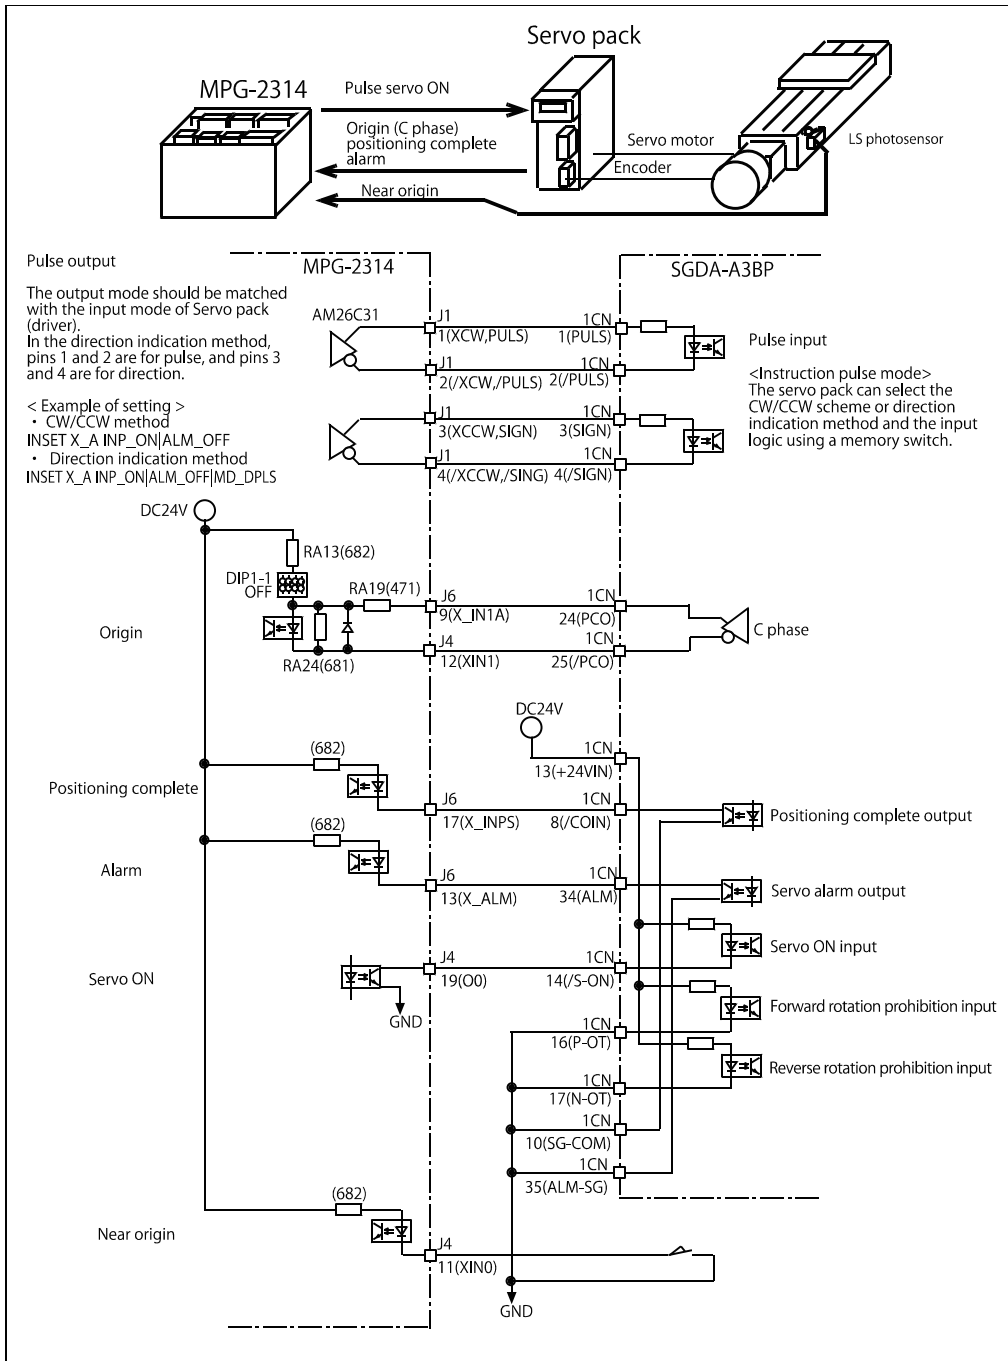 Servo pack
MPG-2314
Pulse servo ON
Origin (C phase)
positioning complete
alarm
Near origin
Servo motor
Encoder
LS photosensor
Pulse output
MPG-2314
SGDA-A3BP
The output mode should be matched
with the input mode of Servo pack
(driver).
In the direction indication method,
pins 1 and 2 are for pulse, and pins 3
and 4 are for direction.
< Example of setting >
・ CW/CCW method
INSET X_A INP_ON|ALM_OFF
・ Direction indication method
INSET X_A INP_ON|ALM_OFF|MD_DPLS
AM26C31
J1
1(XCW,PULS)
1CN
1(PULS)
J1
2(/XCW,/PULS)
1CN
2(/PULS)
Pulse input
<Instruction pulse mode>
The servo pack can select the
CW/CCW scheme or direction
indication method and the input
logic using a memory switch.
J1
3(XCCW,SIGN)
1CN
3(SIGN)
J1
4(/XCCW,/SING)
1CN
4(/SIGN)
DC24V
RA13(682)
DIP1-1
OFF
RA19(471)
J6
9(X_IN1A)
1CN
24(PCO)
Origin
C phase
RA24(681)
J4
12(XIN1)
1CN
25(/PCO)
DC24V
1CN
13(+24VIN)
(682)
Positioning complete
J6
17(X_INPS)
1CN
8(/COIN)
Positioning complete output
(682)
Alarm
J6
13(X_ALM)
1CN
34(ALM)
Servo alarm output
Servo ON input
Servo ON
J4
19(O0)
1CN
14(/S-ON)
GND
Forward rotation prohibition input
1CN
16(P-OT)
Reverse rotation prohibition input
1CN
17(N-OT)
1CN
10(SG-COM)
1CN
35(ALM-SG)
(682)
Near origin
J4
11(XIN0)
GND